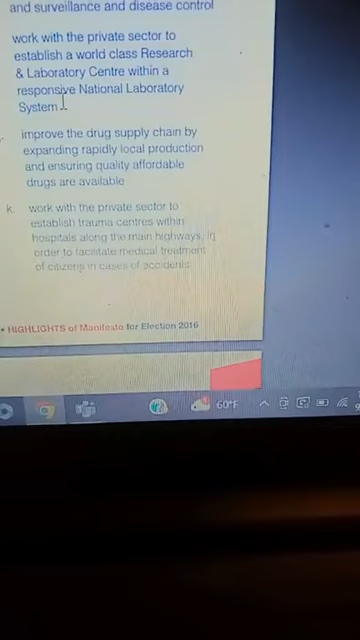 and surveillance and disease control
work with the private sector to
establish a world class Research
& Laboratory Centre within a
responsive National Laboratory
System
improve the drug supply chain by
expanding rapidly local production
and ensuring quality affordable
drugs are available
k. work with the private sector to
establish trauma centres within
hospitals along the main highways, in
order to facilitate medical treatment
of citizens in cases of accidents
• HIGHLIGHTS of Manifesto for Election 2016
60°F